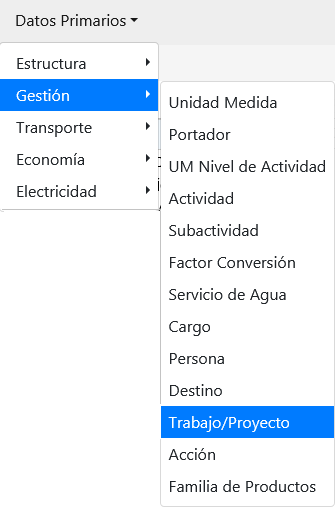 Datos Primarios
Estructura
Gestión
Transporte
Economía
Electricidad
Unidad Medida
Portador
UM Nivel de Actividad
Actividad
Subactividad
Factor Conversión
Servicio de Agua
Cargo
Persona
Destino
Trabajo/Proyecto
Acción
Familia de Productos